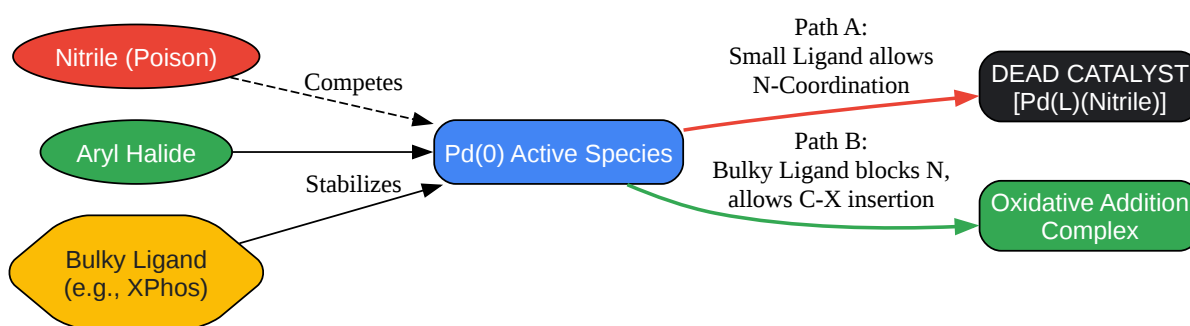 Nitrile (Poison)
Aryl Halide
Bulky Ligand
(e.g., XPhos)
Competes
Stabilizes
Pd(0) Active Species
Path A:
Small Ligand allows
N-Coordination
Path B:
Bulky Ligand blocks N,
allows C-X insertion
DEAD CATALYST
[Pd(L)(Nitrile)]
Oxidative Addition
Complex